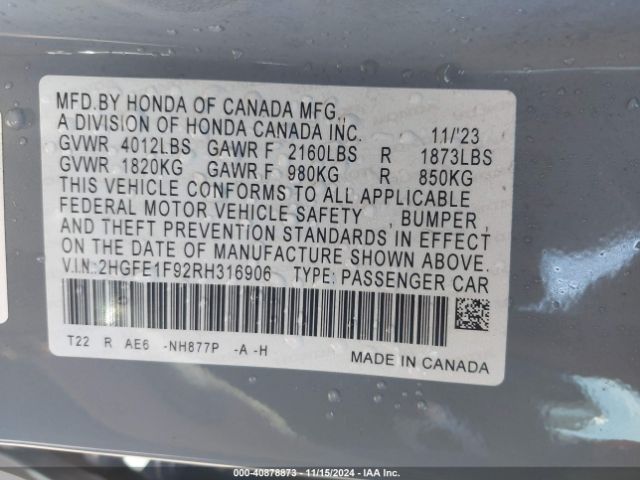 MFD.BY HONDA OF CANADA MFG.,
A DIVISION OF HONDA CANADA INC. 11/'23
GVWR 4012LBS GAWR F 2160LBS R 1873LBS
GVWR 1820KG GAWR F 980KG R 850KG
THIS VEHICLE CONFORMS TO ALL APPLICABLE
FEDERAL MOTOR VEHICLE SAFETY , BUMPER ,
AND THEFT PREVENTION STANDARDS IN EFFECT
ON THE DATE OF MANUFACTURE SHOWN ABOVE.
V.I.N.:2HGFE1F92RH316906 TYPE: PASSENGER CAR
T22 R AE6 -NH877P -A -H
MADE IN CANADA
000-40878873 - 11/15/2024 - IAAI.COM